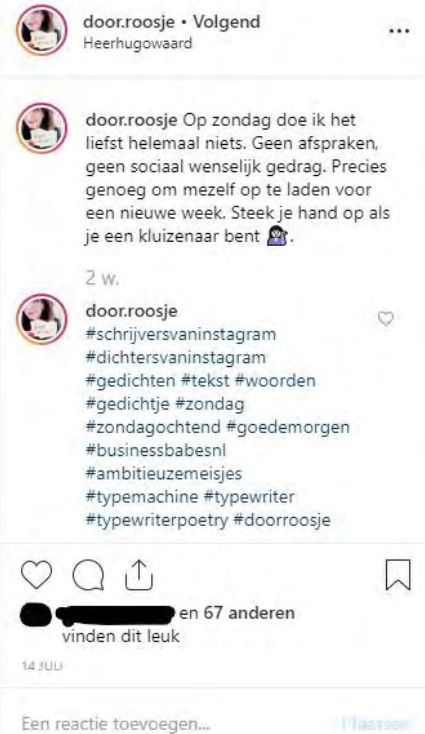 door.roosje • Volgend
Heerhugowaard
door.roosje Op zondag doe ik het
liefst helemaal niets. Geen afspraken,
geen sociaal wenselijk gedrag. Precies
genoeg om mezelf op te laden voor
een nieuwe week. Steek je hand op als
je een kluizenaar bent 🙋🏻‍♀️.
2 w.
door.roosje
#schrijversvaninstagram
#dichtersvaninstagram
#gedichten #tekst #woorden
#gedichtje #zondag
#zondagochtend #goedemorgen
#businessbabesnl
#ambitieuzemeisjes
#typemachine #typewriter
#typewriterpoetry #doorroosje
en 67 anderen
vinden dit leuk
14 JULI
Een reactie toevoegen...
Plaatsen